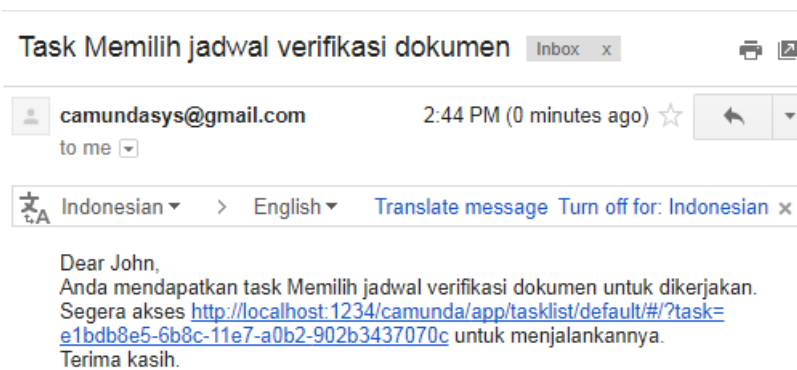 Task Memilih jadwal verifikasi dokumen Inbox x
camundasys@gmail.com 2:44 PM (0 minutes ago)
to me
Indonesian > English Translate message Turn off for: Indonesian x
Dear John,
Anda mendapatkan task Memilih jadwal verifikasi dokumen untuk dikerjakan.
Segera akses http://localhost:1234/camunda/app/tasklist/default/#/?task=
e1bdb8e5-6b8c-11e7-a0b2-902b3437070c untuk menjalankannya.
Terima kasih.